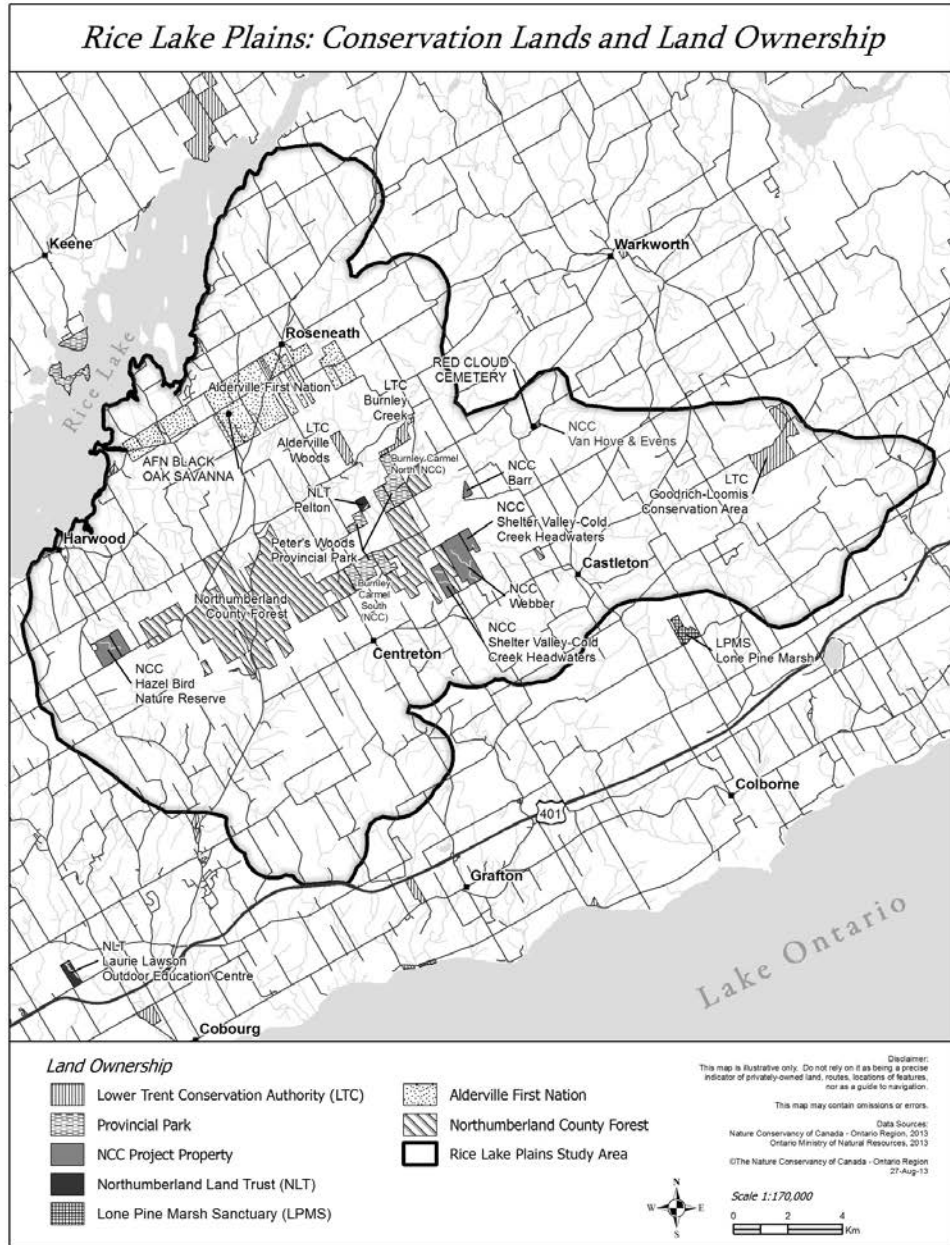 Rice Lake Plains: Conservation Lands and Land Ownership
Keene
Warkworth
Rice Lake
Roseneath
RED CLOUD
CEMETERY
Alderville First Nation
LTC
Burnley
Creek
LTC
Alderville
Woods
NCC
Van Hove & Evens
AFN BLACK
OAK SAVANNA
Burnley Carmel
North (NCC)
NCC
Barr
LTC
Goodrich-Loomis
Conservation Area
NLT
Pelton
NCC
Shelter Valley-Cold
Creek Headwaters
Harwood
Peter's Woods
Provincial Park
Castleton
Burnley
Carmel
South
(NCC)
Northumberland
County Forest
NCC
Webber
NCC
Shelter Valley-Cold
Creek Headwaters
Centreton
LPMS
Lone Pine Marsh
NCC
Hazel Bird
Nature Reserve
Colborne
401
Grafton
Lake Ontario
NLT
Laurie Lawson
Outdoor Education Centre
Cobourg
Land Ownership
Lower Trent Conservation Authority (LTC)
Provincial Park
NCC Project Property
Northumberland Land Trust (NLT)
Lone Pine Marsh Sanctuary (LPMS)
Alderville First Nation
Northumberland County Forest
Rice Lake Plains Study Area
Disclaimer:
This map is illustrative only. Do not rely on it as being a precise
indicator of privately-owned land, routes, locations of features,
nor as a guide to navigation.
This map may contain omissions or errors.
Data Sources:
Nature Conservancy of Canada - Ontario Region, 2013
Ontario Ministry of Natural Resources, 2013
©The Nature Conservancy of Canada - Ontario Region
27-Aug-13
N
W E
S
Scale 1:170,000
0 2 4
Km